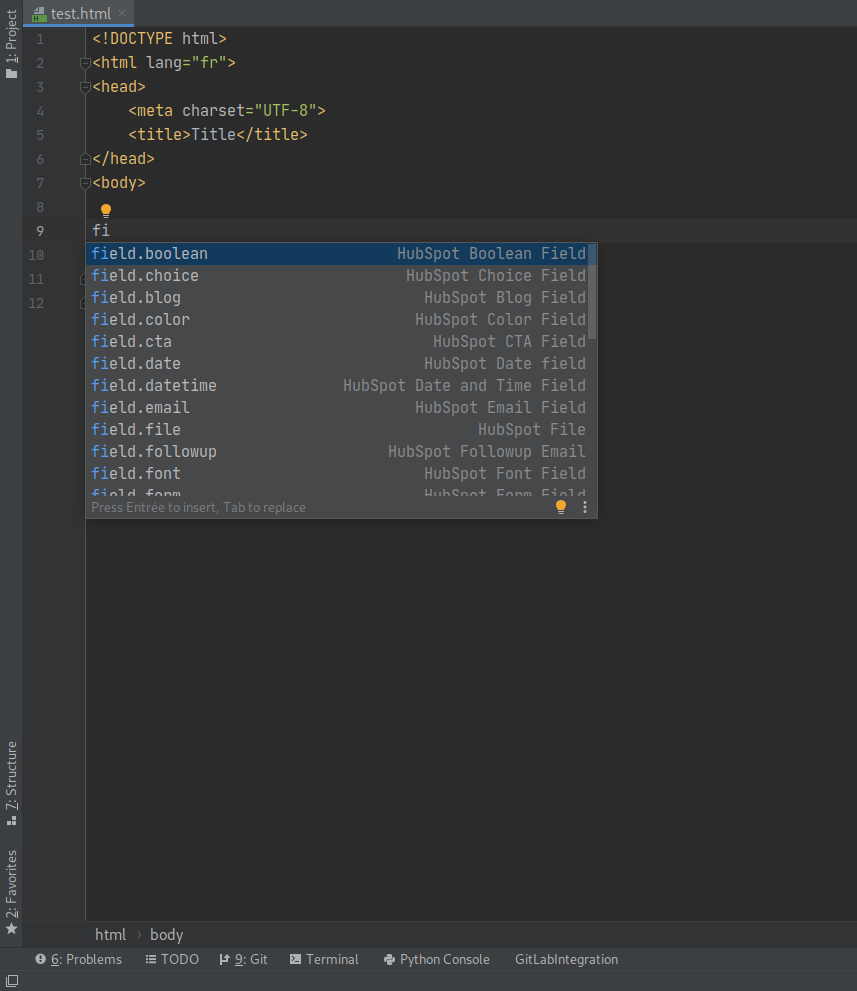 1: Project
test.html
1 <!DOCTYPE html>
2 <html lang="fr">
3 <head>
4 <meta charset="UTF-8">
5 <title>Title</title>
6 </head>
7 <body>
8
9 fi
10
11
12
field.boolean HubSpot Boolean Field
field.choice HubSpot Choice Field
field.blog HubSpot Blog Field
field.color HubSpot Color Field
field.cta HubSpot CTA Field
field.date HubSpot Date field
field.datetime HubSpot Date and Time Field
field.email HubSpot Email Field
field.file HubSpot File
field.followup HubSpot Followup Email
field.font HubSpot Font Field
field.form HubSpot Form Field
Press Entrée to insert, Tab to replace
7: Structure
2: Favorites
html › body
6: Problems TODO 9: Git Terminal Python Console GitLabIntegration